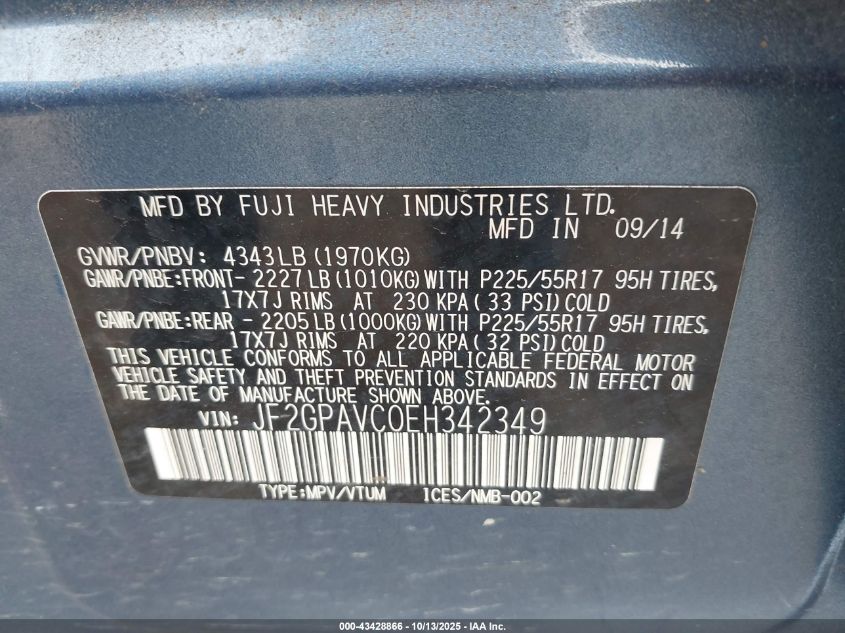 MFD BY FUJI HEAVY INDUSTRIES LTD.
MFD IN 09/14
GVWR/PNBV: 4343LB (1970KG)
GAWR/PNBE:FRONT- 2227LB(1010KG)WITH P225/55R17 95H TIRES,
17X7J RIMS AT 230 KPA( 33 PSI)COLD
GAWR/PNBE:REAR - 2205LB(1000KG)WITH P225/55R17 95H TIRES,
17X7J RIMS AT 220 KPA( 32 PSI)COLD
THIS VEHICLE CONFORMS TO ALL APPLICABLE FEDERAL MOTOR
VEHICLE SAFETY AND THEFT PREVENTION STANDARDS IN EFFECT ON
THE DATE OF MANUFACTURE SHOWN ABOVE.
VIN: JF2GPAVC0EH342349
TYPE:MPV/VTUM ICES/NMB-002
000-43428866 - 10/13/2025 - IAA Inc.